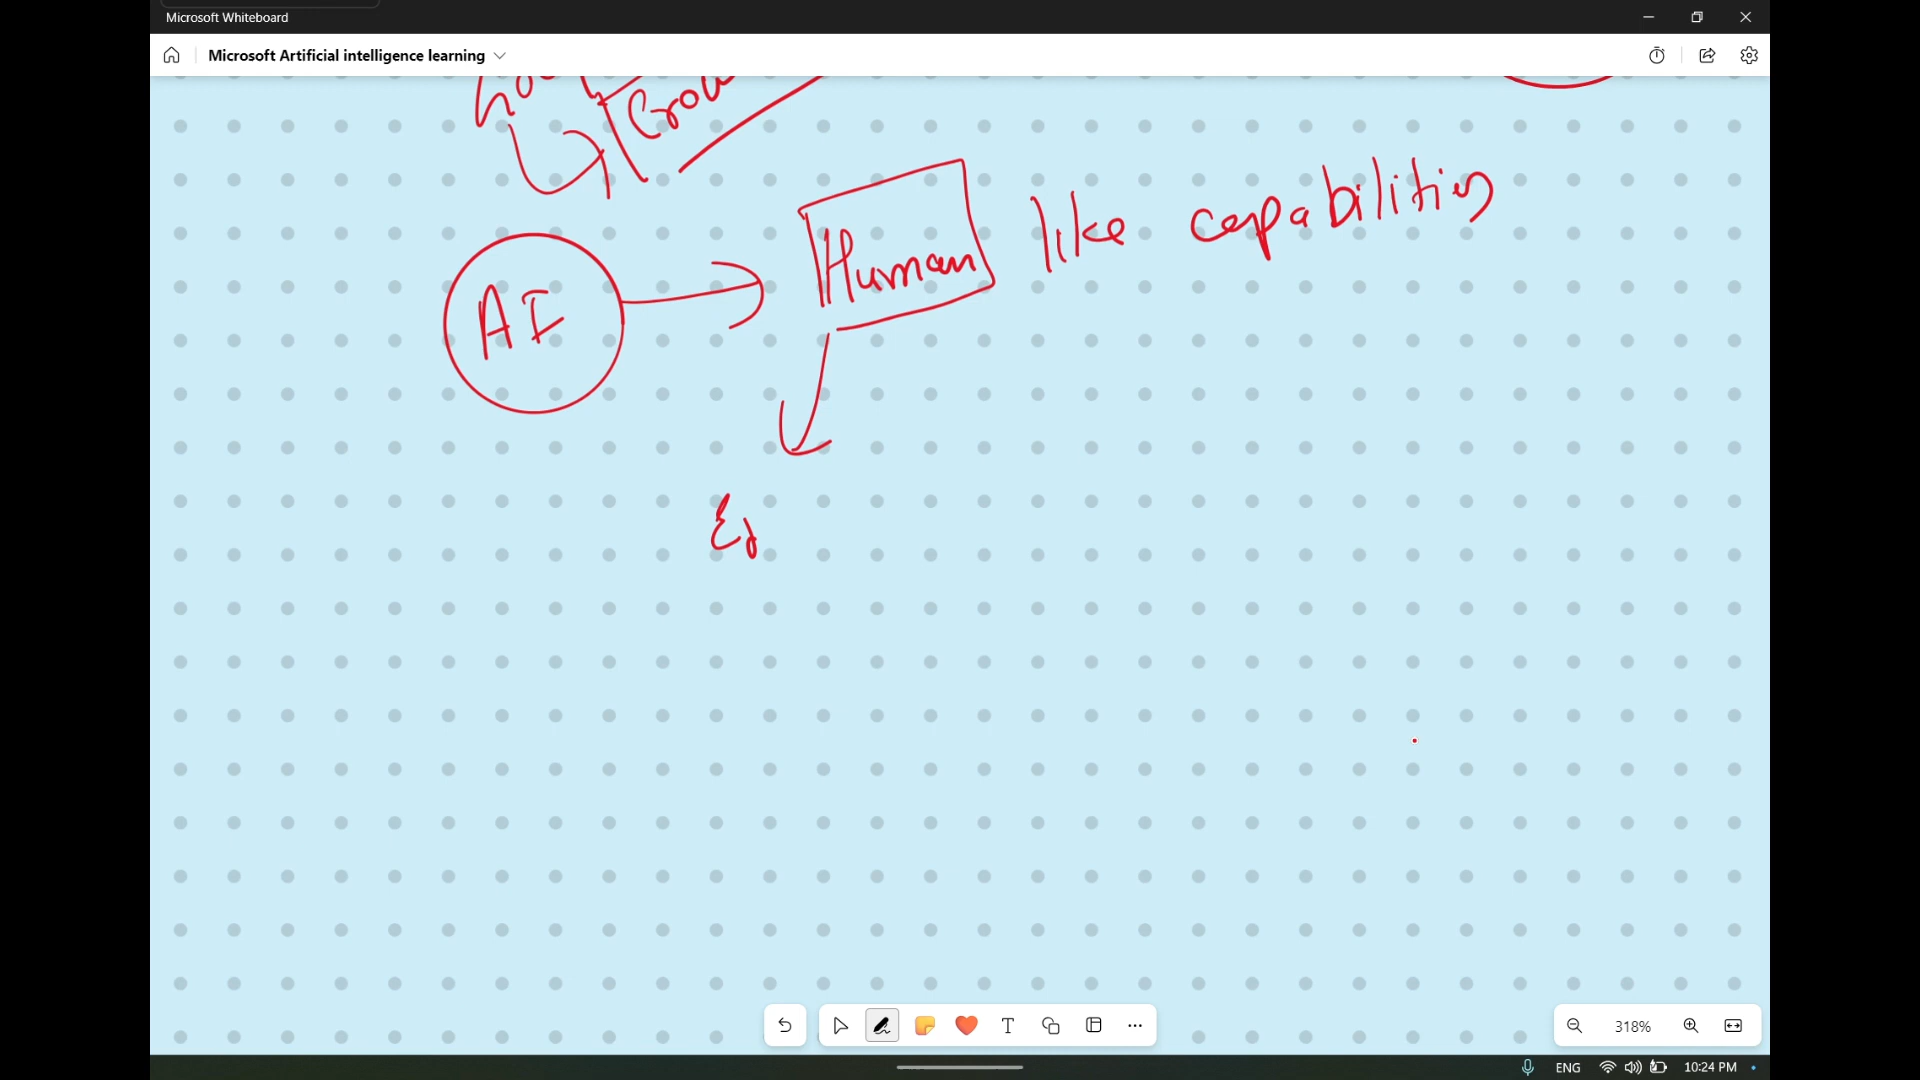 Microsoft Whiteboard
Microsoft Artificial intelligence learning
AI
Human like capabilities
318%
ENG
10:24 PM